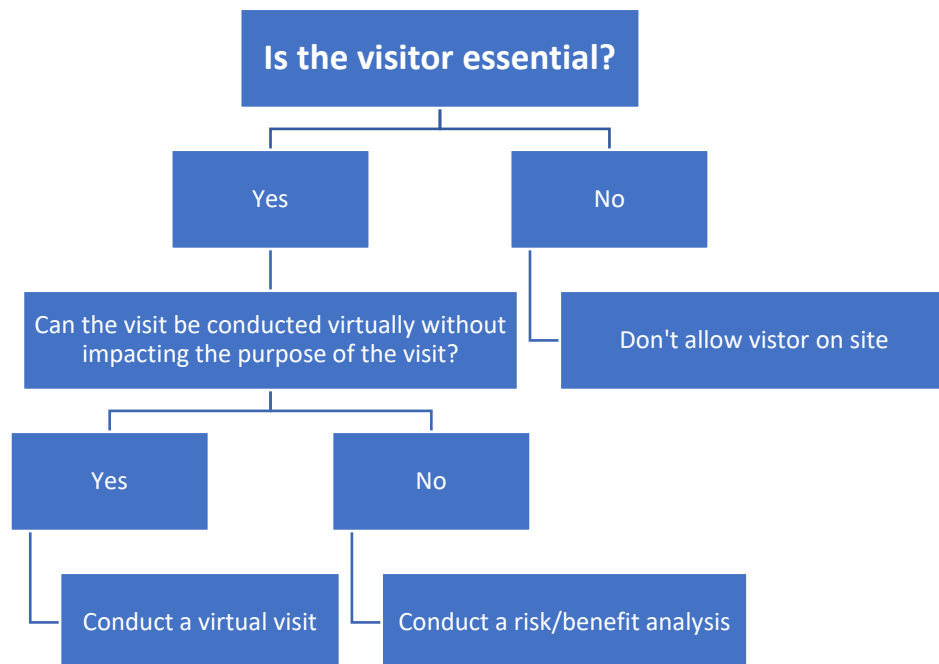 Is the visitor essential?
Yes
No
Can the visit be conducted virtually without
impacting the purpose of the visit?
Don't allow vistor on site
Yes
No
Conduct a virtual visit
Conduct a risk/benefit analysis